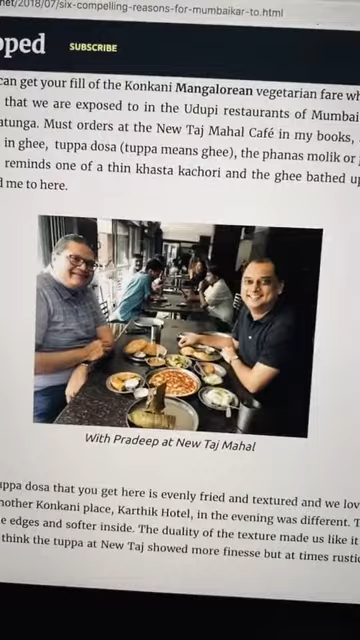 net/2018/07/six-compelling-reasons-for-mumbaikar-to.html
pped
SUBSCRIBE
can get your fill of the Konkani Mangalorean vegetarian fare wh
that we are exposed to in the Udupi restaurants of Mumbai
atunga. Must orders at the New Taj Mahal Café in my books,
in ghee, tuppa dosa (tuppa means ghee), the phanas molik or
reminds one of a thin khasta kachori and the ghee bathed up
d me to here.
With Pradeep at New Taj Mahal
uppa dosa that you get here is evenly fried and textured and we lov
nother Konkani place, Karthik Hotel, in the evening was different. T
e edges and softer inside. The duality of the texture made us like it
think the tuppa at New Taj showed more finesse but at times rustic